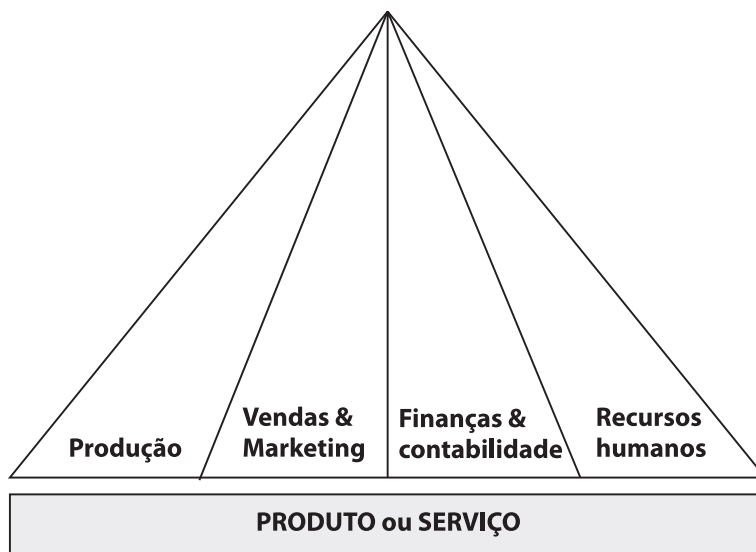 Produção
Vendas &
Marketing
Finanças &
contabilidade
Recursos
humanos
PRODUTO ou SERVIÇO